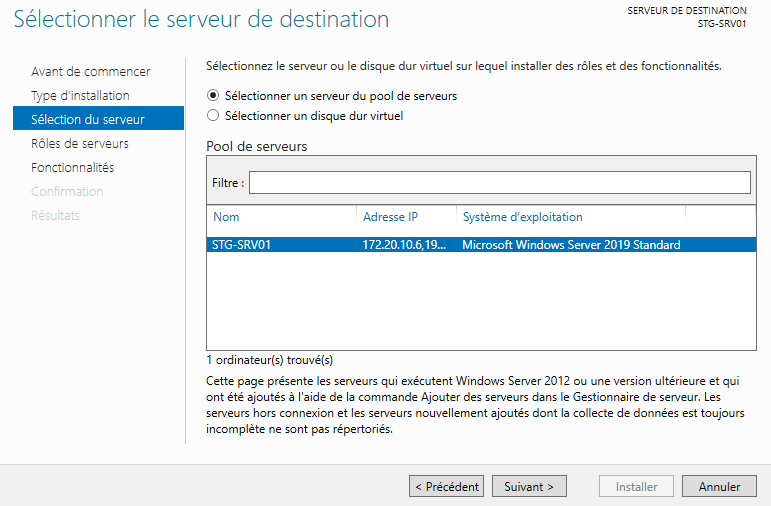 Sélectionner le serveur de destination
SERVEUR DE DESTINATION
STG-SRV01
Avant de commencer
Type d'installation
Sélection du serveur
Rôles de serveurs
Fonctionnalités
Confirmation
Résultats
Sélectionnez le serveur ou le disque dur virtuel sur lequel installer des rôles et des fonctionnalités.
Sélectionner un serveur du pool de serveurs
Sélectionner un disque dur virtuel
Pool de serveurs
Filtre :
Nom Adresse IP Système d'exploitation
STG-SRV01 172.20.10.6,19... Microsoft Windows Server 2019 Standard
1 ordinateur(s) trouvé(s)
Cette page présente les serveurs qui exécutent Windows Server 2012 ou une version ultérieure et qui
ont été ajoutés à l'aide de la commande Ajouter des serveurs dans le Gestionnaire de serveur. Les
serveurs hors connexion et les serveurs nouvellement ajoutés dont la collecte de données est toujours
incomplète ne sont pas répertoriés.
< Précédent Suivant > Installer Annuler